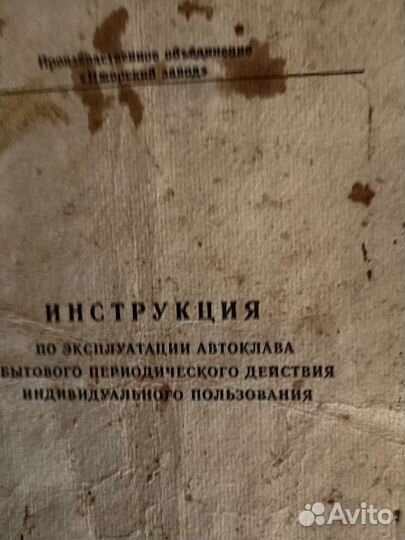 Производственное объединение
«Ижорский завод»
ИНСТРУКЦИЯ
ПО ЭКСПЛУАТАЦИИ АВТОКЛАВА
БЫТОВОГО ПЕРИОДИЧЕСКОГО ДЕЙСТВИЯ
ИНДИВИДУАЛЬНОГО ПОЛЬЗОВАНИЯ
Avito